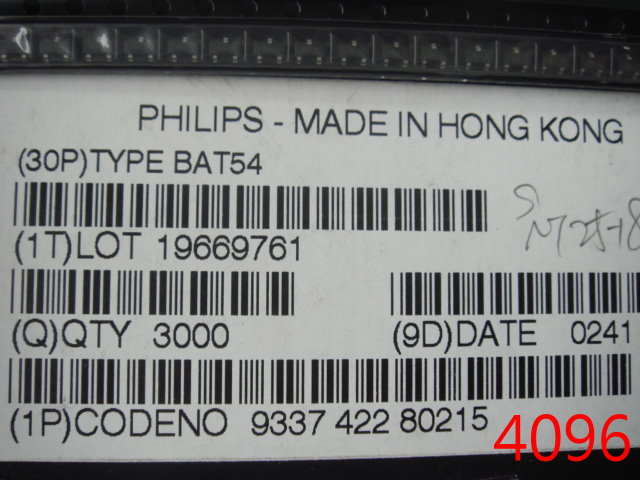 PHILIPS - MADE IN HONG KONG
(30P)TYPE BAT54
(1T)LOT 19669761
(Q)QTY 3000
(9D)DATE 0241
(1P)CODENO 9337 422 80215
4096